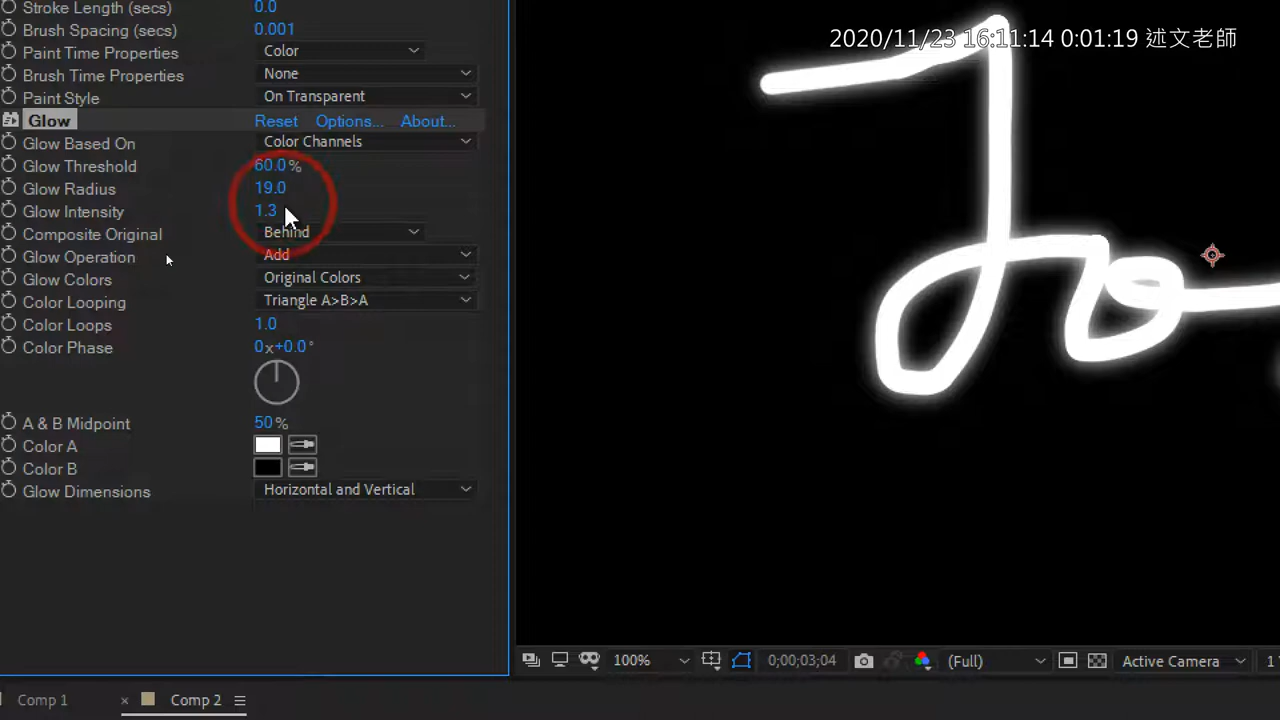 Stroke Length (secs) 0.0
2020/11/23 16:11:14 0:01:19 述文老師
Brush Spacing (secs) 0.001
Paint Time Properties Color
Brush Time Properties None
Paint Style On Transparent
Glow Reset Options... About...
Glow Based On Color Channels
Glow Threshold 60.0 %
Glow Radius 19.0
Glow Intensity 1.3
Composite Original Behind
Glow Operation Add
Glow Colors Original Colors
Color Looping Triangle A>B>A
Color Loops 1.0
Color Phase 0x+0.0°
A & B Midpoint 50 %
Color A
Color B
Glow Dimensions Horizontal and Vertical
100% 0;00;03;04 (Full) Active Camera 1
Comp 1 × Comp 2